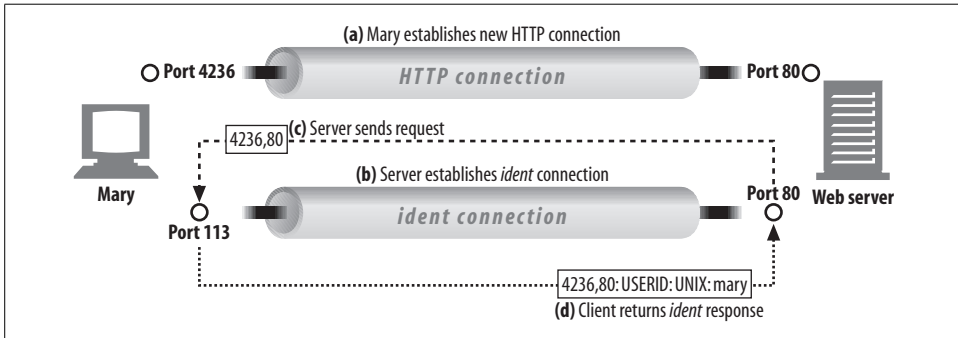 (a) Mary establishes new HTTP connection
Port 4236
HTTP connection
Port 80
4236,80
(c) Server sends request
Mary
(b) Server establishes ident connection
Port 80
Web server
Port 113
ident connection
4236,80: USERID: UNIX: mary
(d) Client returns ident response